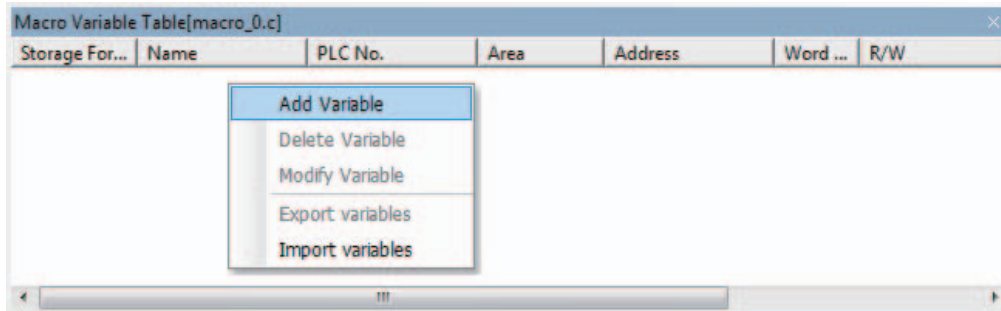 Macro Variable Table[macro_0.c]
Storage For... Name PLC No. Area Address Word ... R/W
Add Variable
Delete Variable
Modify Variable
Export variables
Import variables